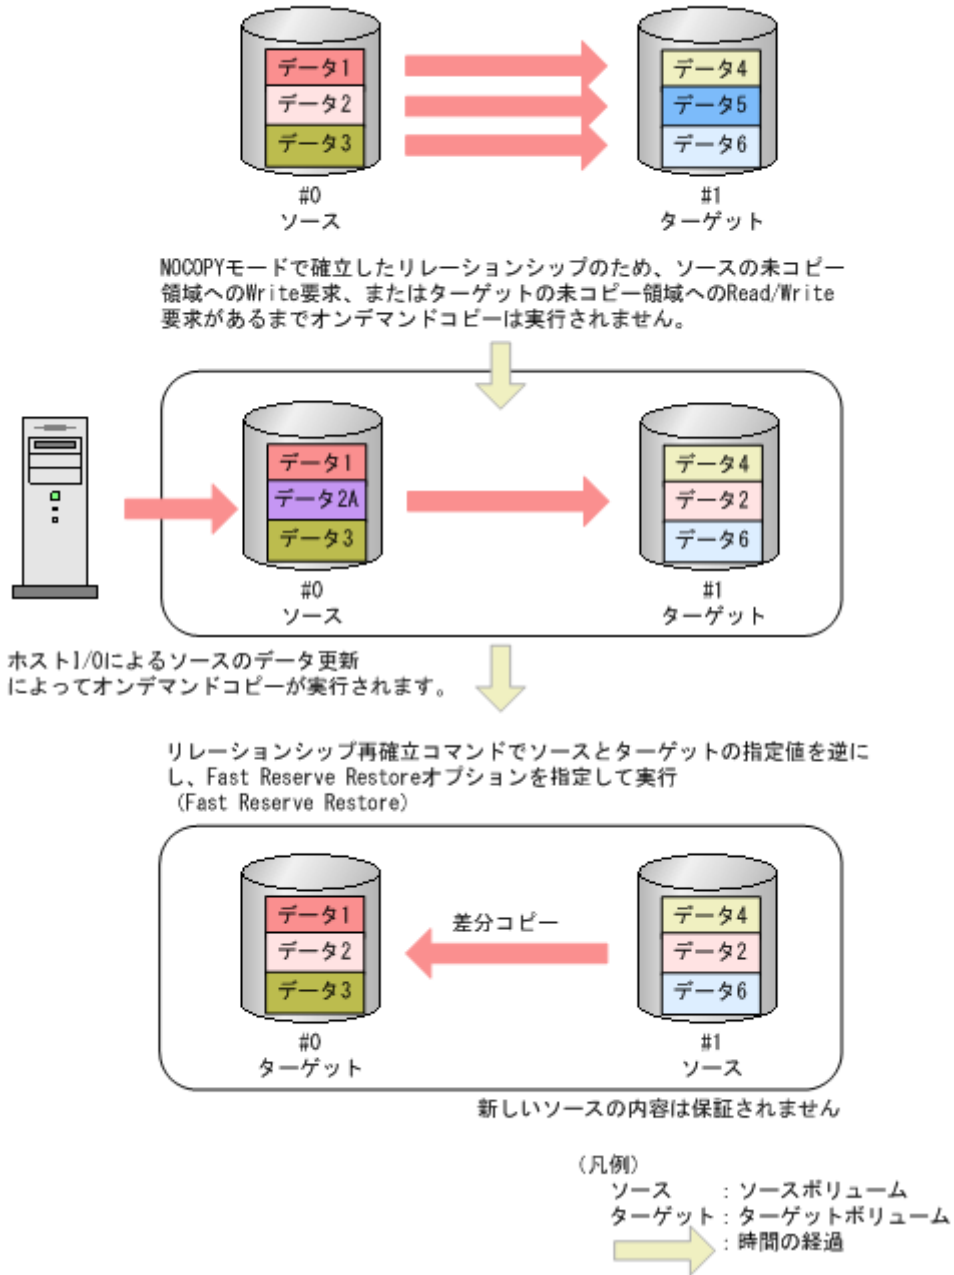 データ1
データ2
データ3
#0
ソース
データ4
データ5
データ6
#1
ターゲット
NOCOPYモードで確立したリレーションシップのため、ソースの未コピー
領域へのWrite要求、またはターゲットの未コピー領域へのRead/Write
要求があるまでオンデマンドコピーは実行されません。
データ1
データ2A
データ3
#0
ソース
データ4
データ2
データ6
#1
ターゲット
ホストI/Oによるソースのデータ更新
によってオンデマンドコピーが実行されます。
リレーションシップ再確立コマンドでソースとターゲットの指定値を逆に
し、Fast Reserve Restoreオプションを指定して実行
(Fast Reserve Restore)
データ1
データ2
データ3
#0
ターゲット
差分コピー
データ4
データ2
データ6
#1
ソース
新しいソースの内容は保証されません
(凡例)
ソース :ソースボリューム
ターゲット:ターゲットボリューム
:時間の経過